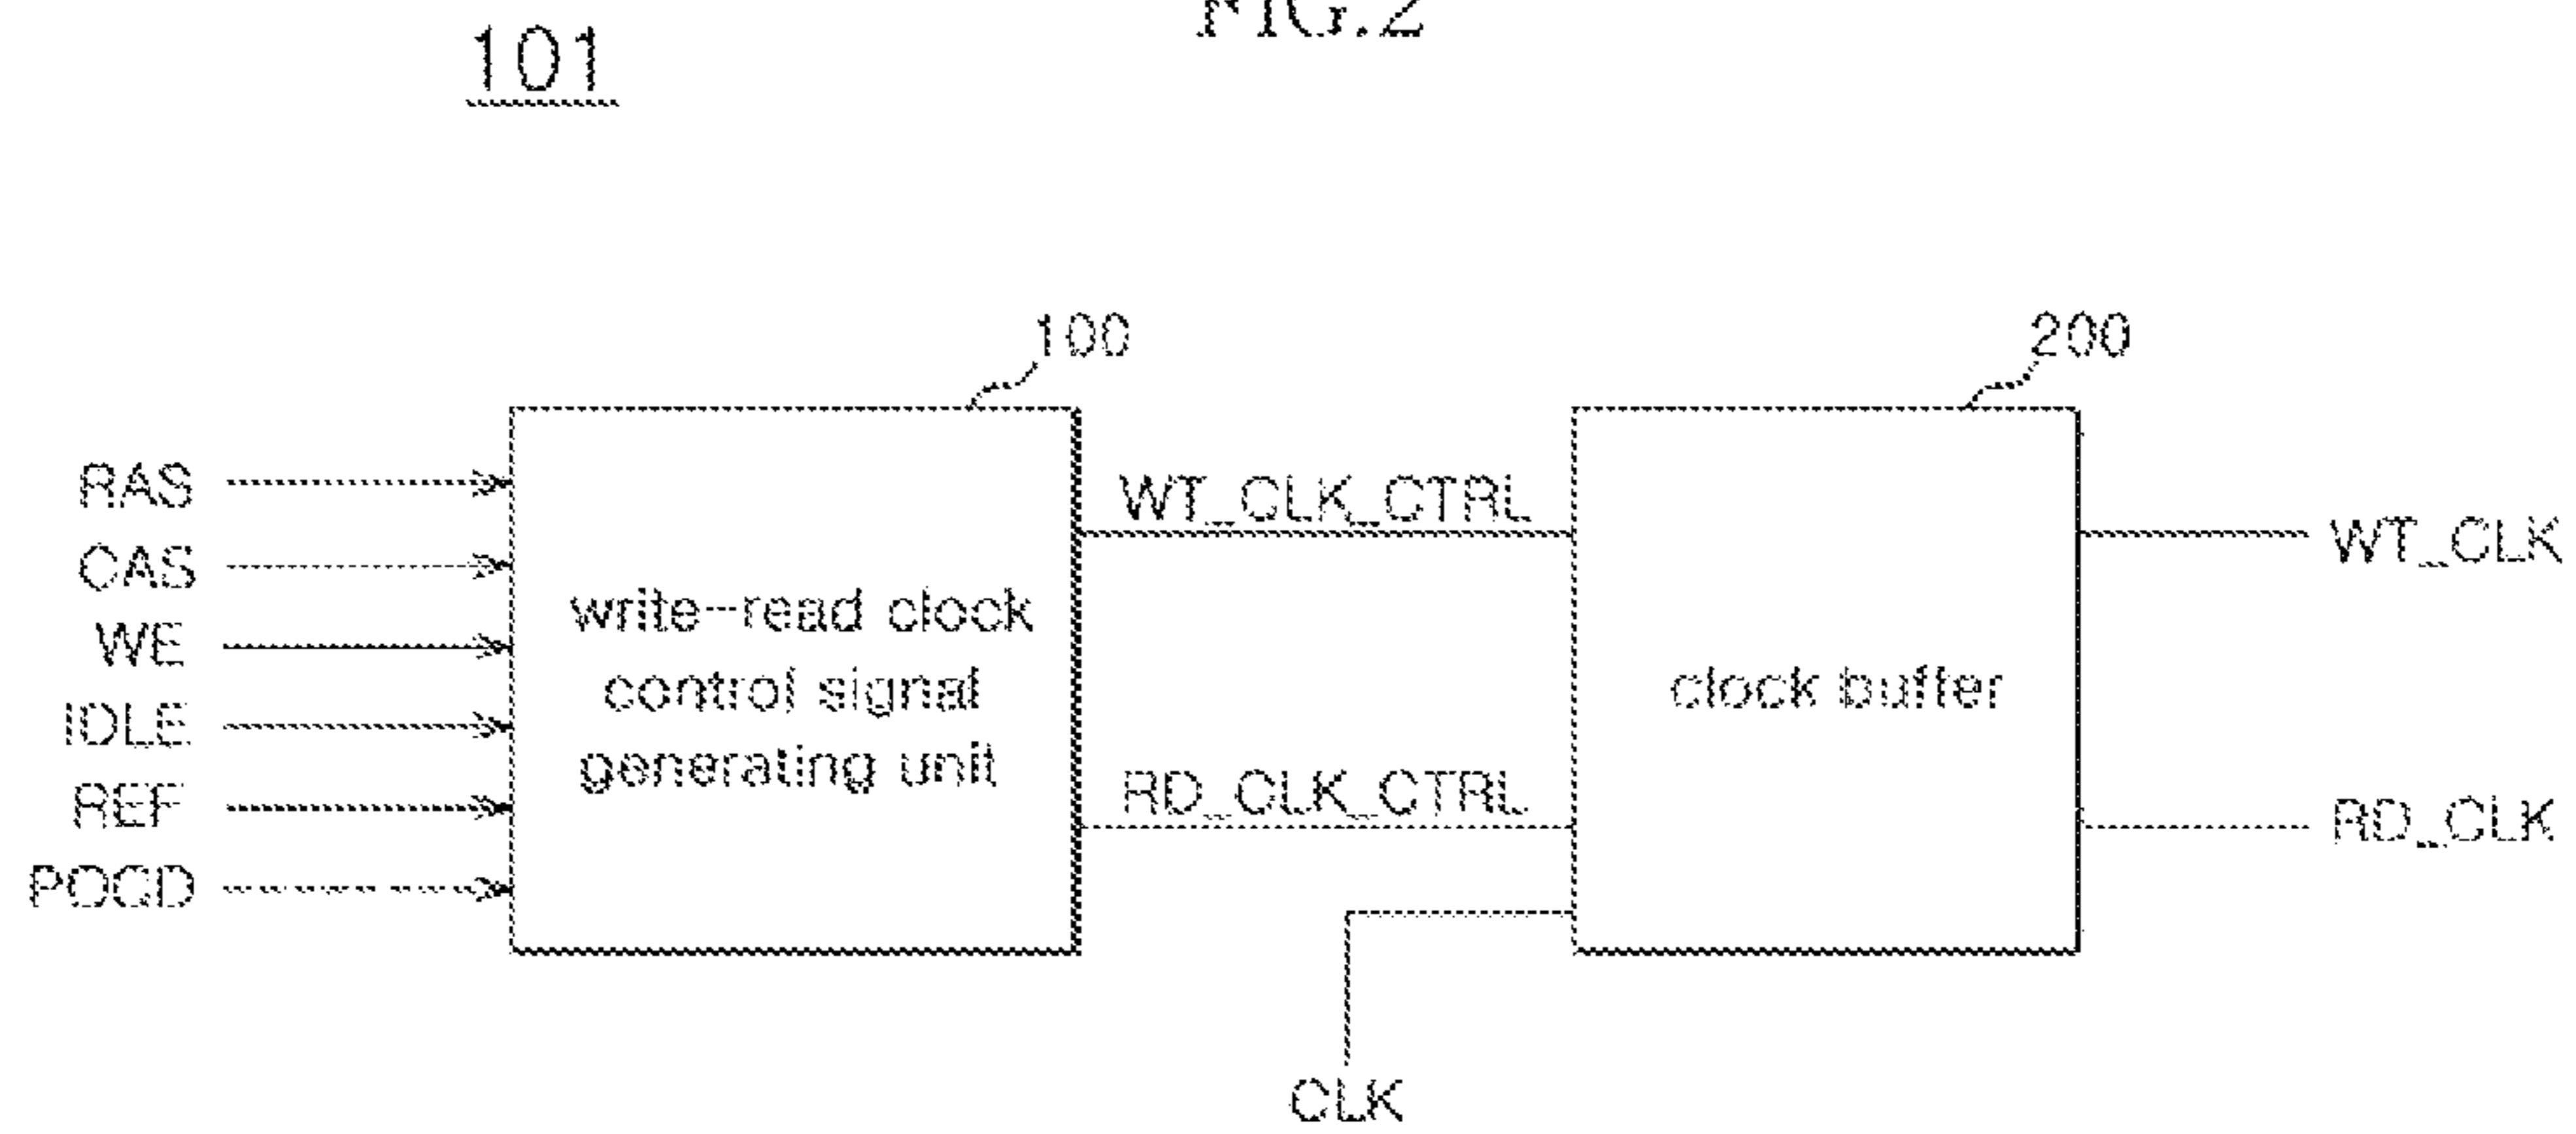 FIG.2
101
100
200
RAS
CAS
WE
IDLE
REF
POGD
write-read clock
control signal
generating unit
WT_CLK_CTRL
RD_CLK_CTRL
clock buffer
WT_CLK
RD_CLK
CLK